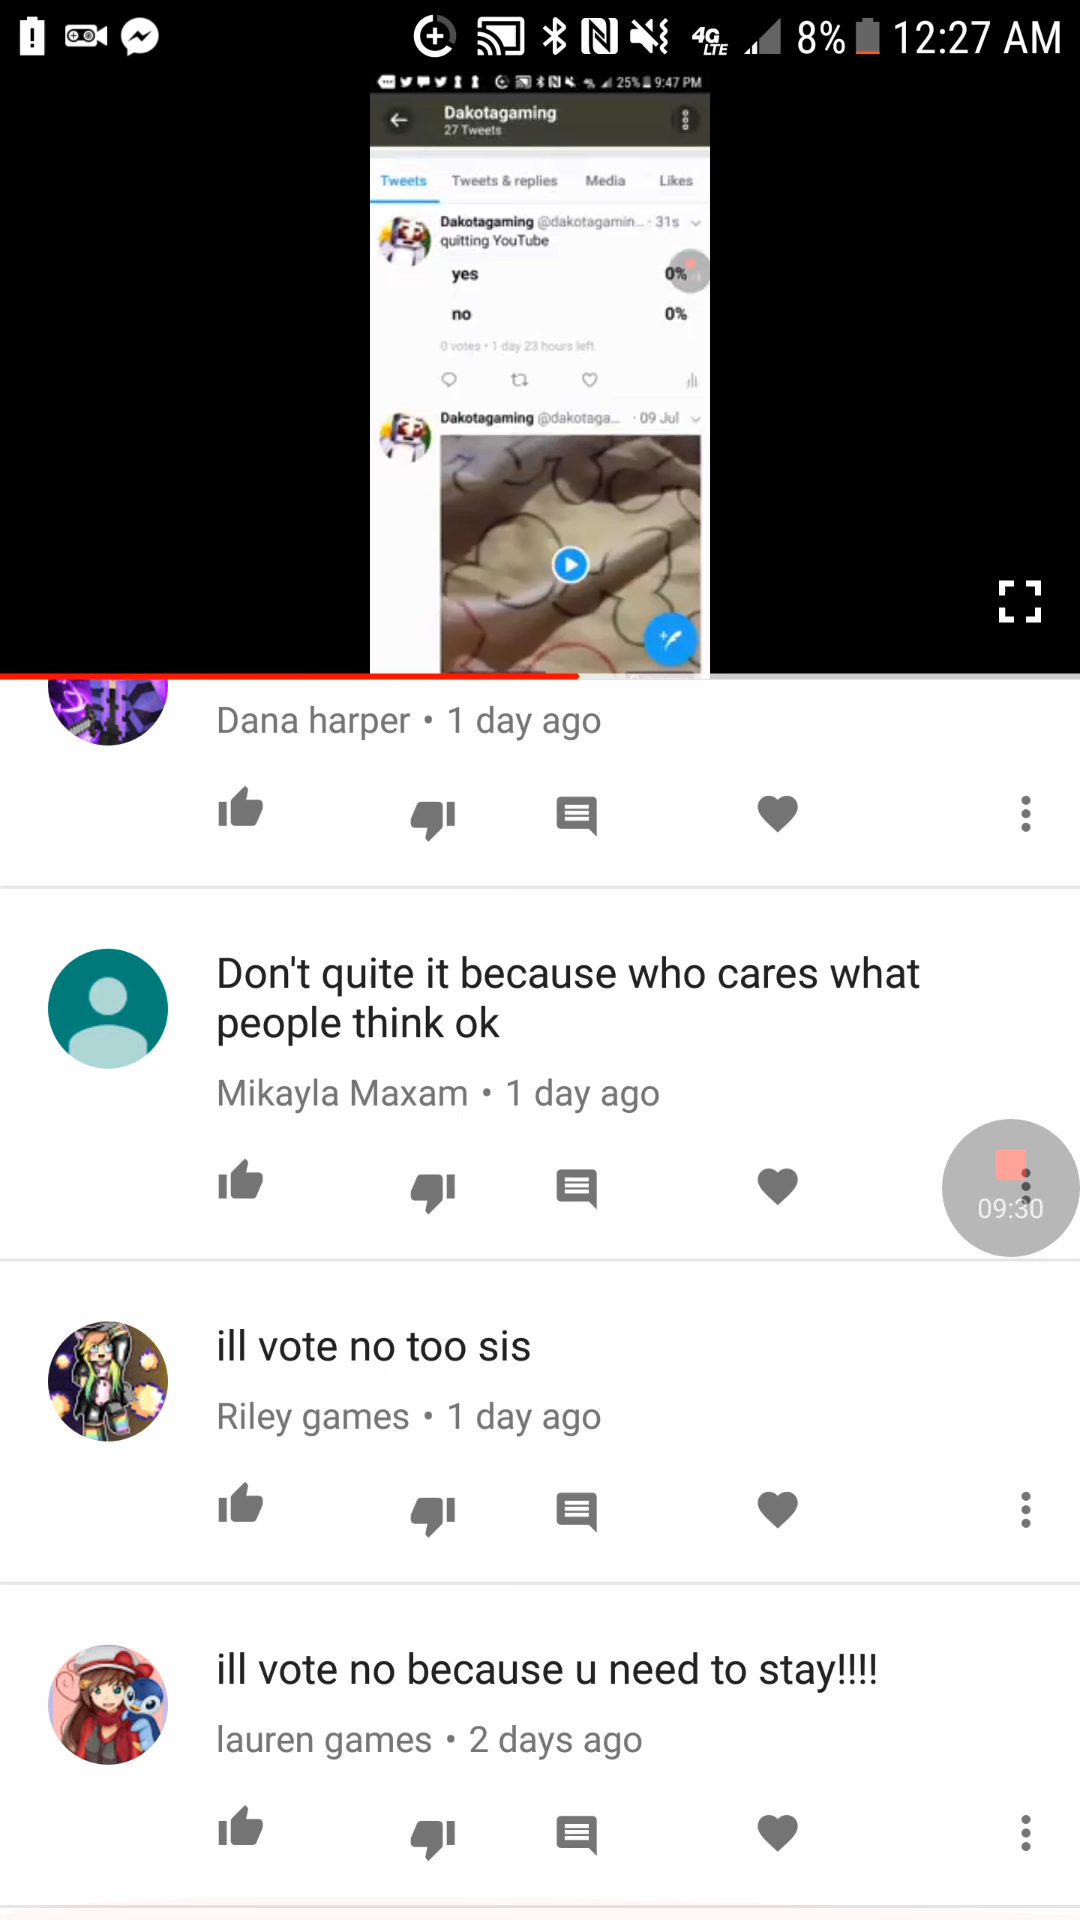 4G LTE 8% 12:27 AM
25% 9:47 PM
Dakotagaming
27 Tweets
Tweets Tweets & replies Media Likes
Dakotagaming @dakotagamin... · 31s
quitting YouTube
yes 0%
no 0%
0 votes • 1 day 23 hours left
Dakotagaming @dakotaga... · 09 Jul
Dana harper • 1 day ago
Don't quite it because who cares what
people think ok
Mikayla Maxam • 1 day ago
09:30
ill vote no too sis
Riley games • 1 day ago
ill vote no because u need to stay!!!!
lauren games • 2 days ago